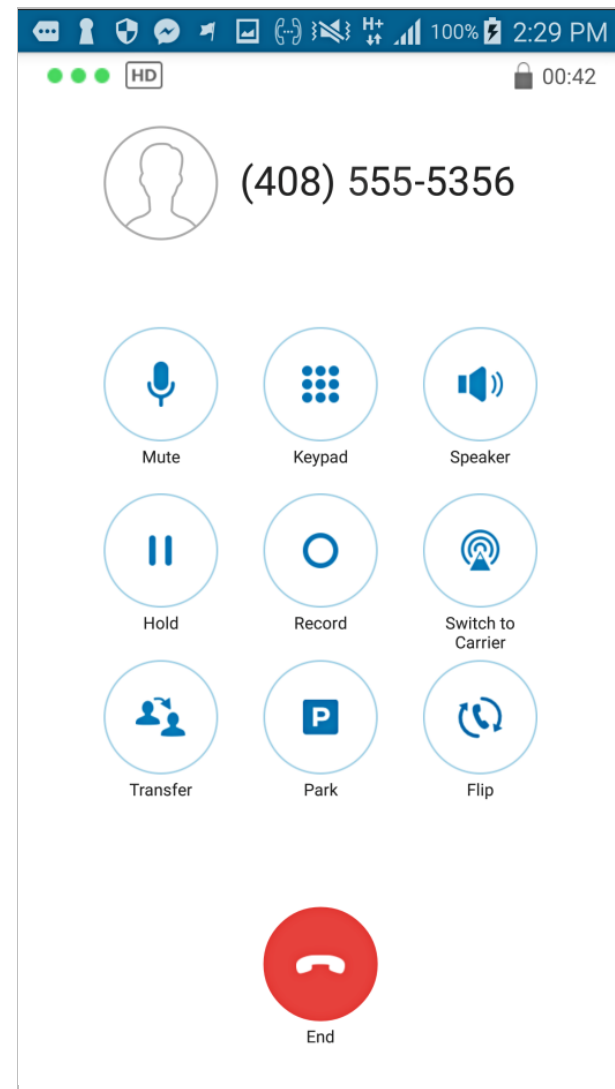 H+ 100% 2:29 PM
HD 00:42
(408) 555-5356
Mute Keypad Speaker
Hold Record Switch to
Carrier
P
Transfer Park Flip
End